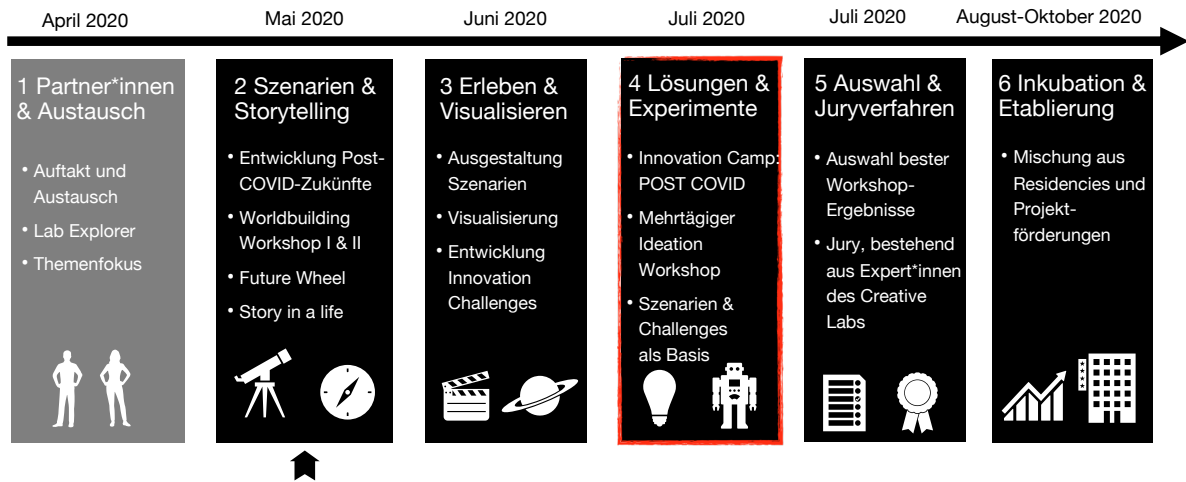 April 2020
Mai 2020
Juni 2020
Juli 2020
Juli 2020
August-Oktober 2020
1 Partner*innen
& Austausch
• Auftakt und
Austausch
• Lab Explorer
• Themenfokus
2 Szenarien &
Storytelling
• Entwicklung Post-
COVID-Zukünfte
• Worldbuilding
Workshop I & II
• Future Wheel
• Story in a life
3 Erleben &
Visualisieren
• Ausgestaltung
Szenarien
• Visualisierung
• Entwicklung
Innovation
Challenges
4 Lösungen &
Experimente
• Innovation Camp:
POST COVID
• Mehrtägiger
Ideation
Workshop
• Szenarien &
Challenges
als Basis
5 Auswahl &
Juryverfahren
• Auswahl bester
Workshop-
Ergebnisse
• Jury, bestehend
aus Expert*innen
des Creative
Labs
6 Inkubation &
Etablierung
• Mischung aus
Residencies und
Projekt-
förderungen